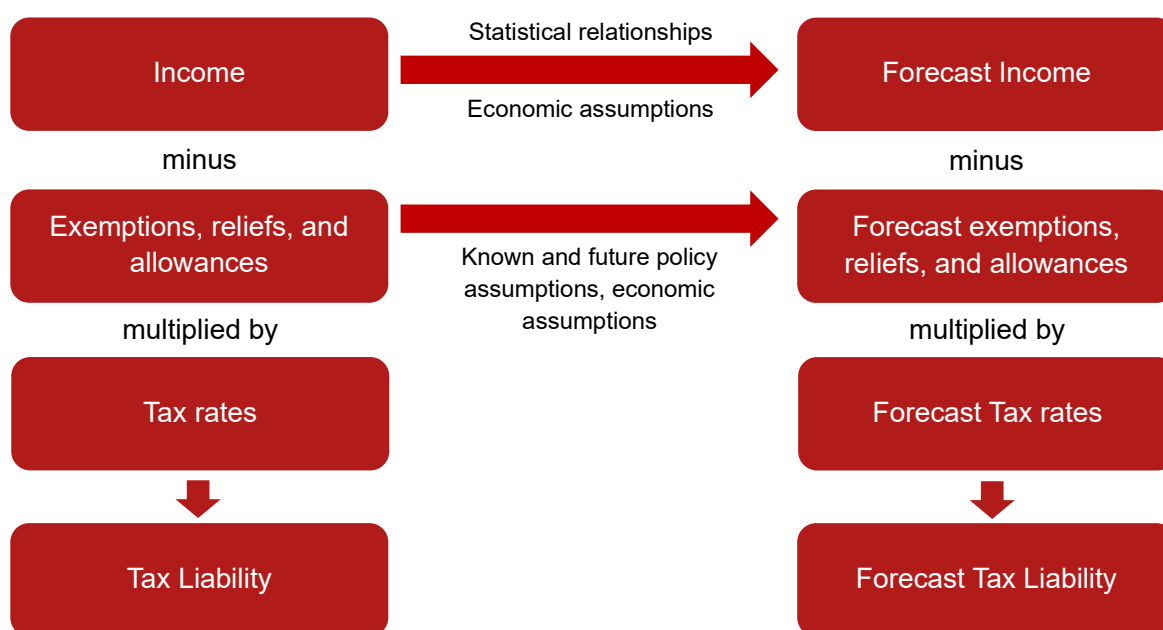 Income
Statistical relationships
Economic assumptions
Forecast Income
minus
minus
Exemptions, reliefs, and
allowances
Known and future policy
assumptions, economic
assumptions
Forecast exemptions,
reliefs, and allowances
multiplied by
multiplied by
Tax rates
Forecast Tax rates
Tax Liability
Forecast Tax Liability